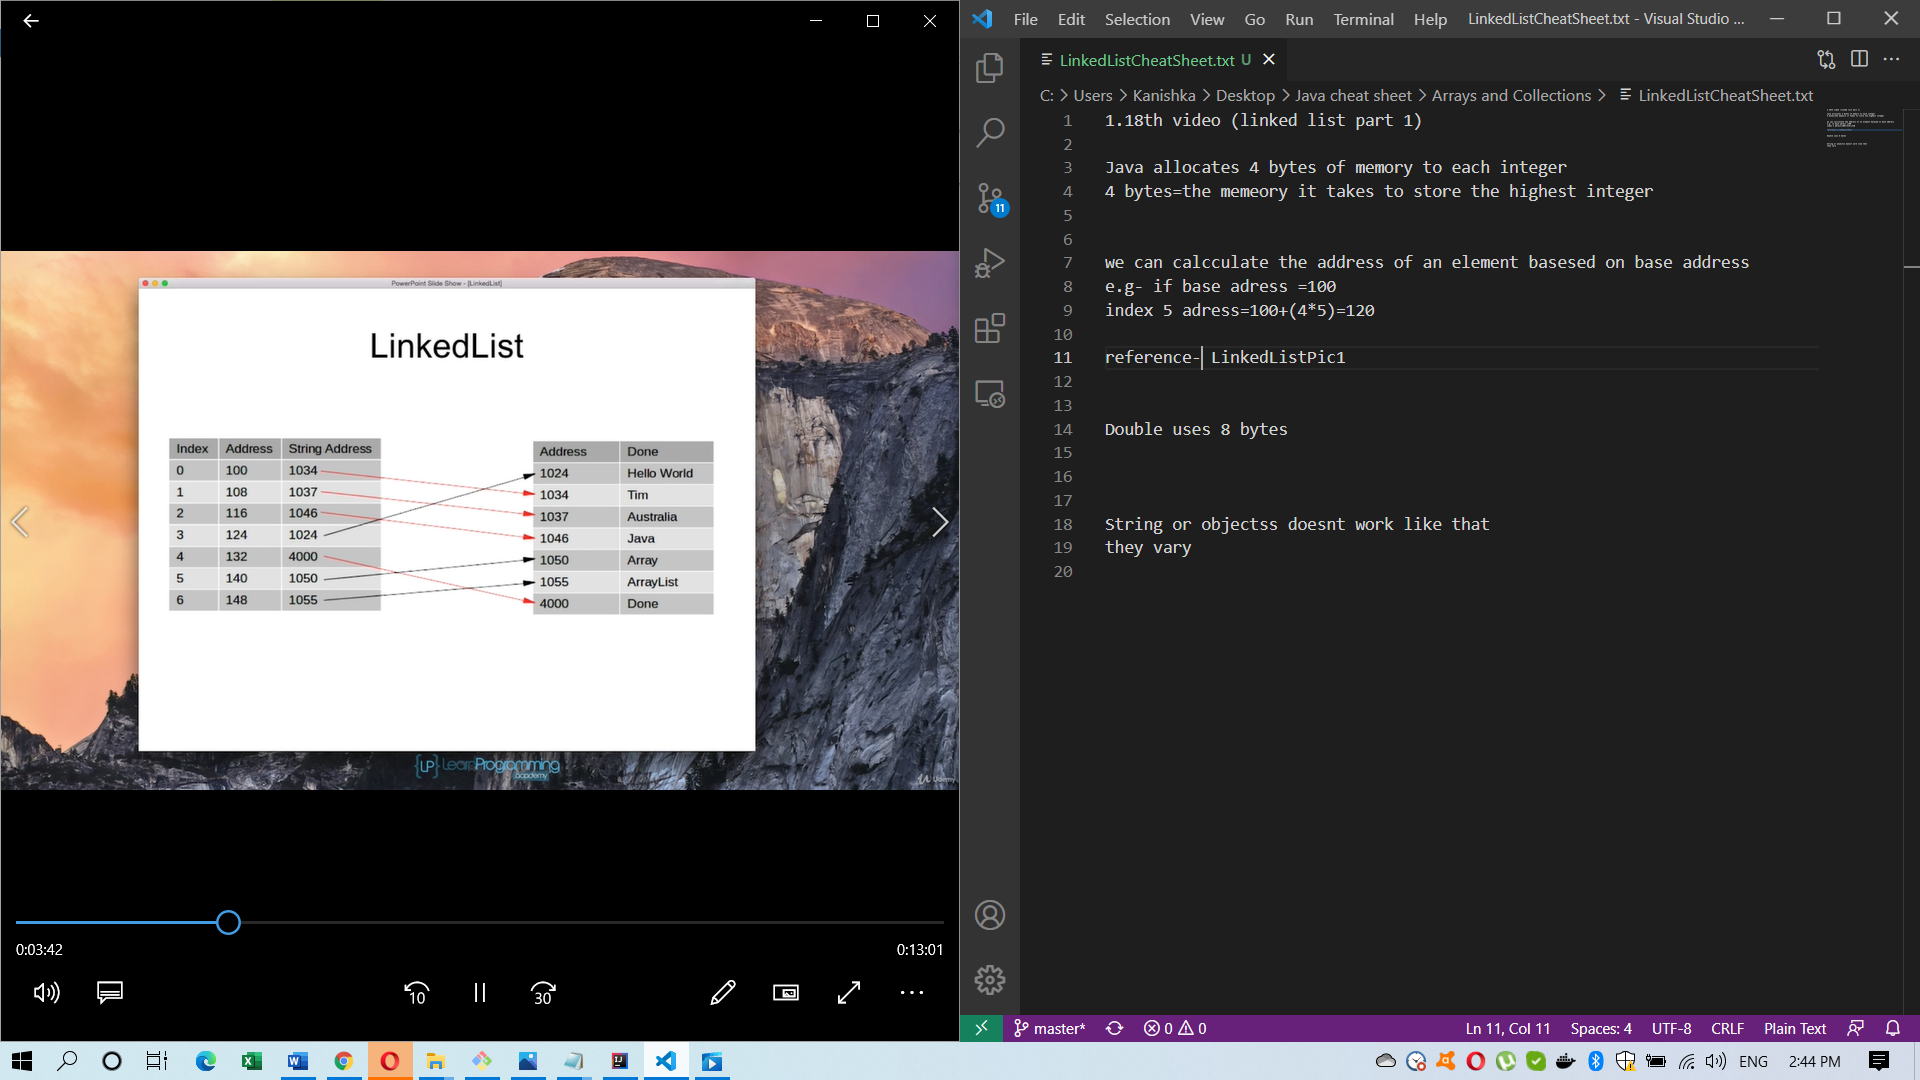 PowerPoint Slide Show - [LinkedList]
LinkedList
Index Address String Address
0 100 1034
1 108 1037
2 116 1046
3 124 1024
4 132 4000
5 140 1050
6 148 1055
Address Done
1024 Hello World
1034 Tim
1037 Australia
1046 Java
1050 Array
1055 ArrayList
4000 Done
{LP} LearnProgramming
academy
Udemy
0:03:42
0:13:01
10
30
File Edit Selection View Go Run Terminal Help LinkedListCheatSheet.txt - Visual Studio ...
LinkedListCheatSheet.txt U
C: > Users > Kanishka > Desktop > Java cheat sheet > Arrays and Collections > LinkedListCheatSheet.txt
11
1 1.18th video (linked list part 1)
2
3 Java allocates 4 bytes of memory to each integer
4 4 bytes=the memeory it takes to store the highest integer
5
6
7 we can calcculate the address of an element basesed on base address
8 e.g- if base adress =100
9 index 5 adress=100+(4*5)=120
10
11 reference- LinkedListPic1
12
13
14 Double uses 8 bytes
15
16
17
18 String or objectss doesnt work like that
19 they vary
20
master* 0 0 Ln 11, Col 11 Spaces: 4 UTF-8 CRLF Plain Text
ENG 2:44 PM